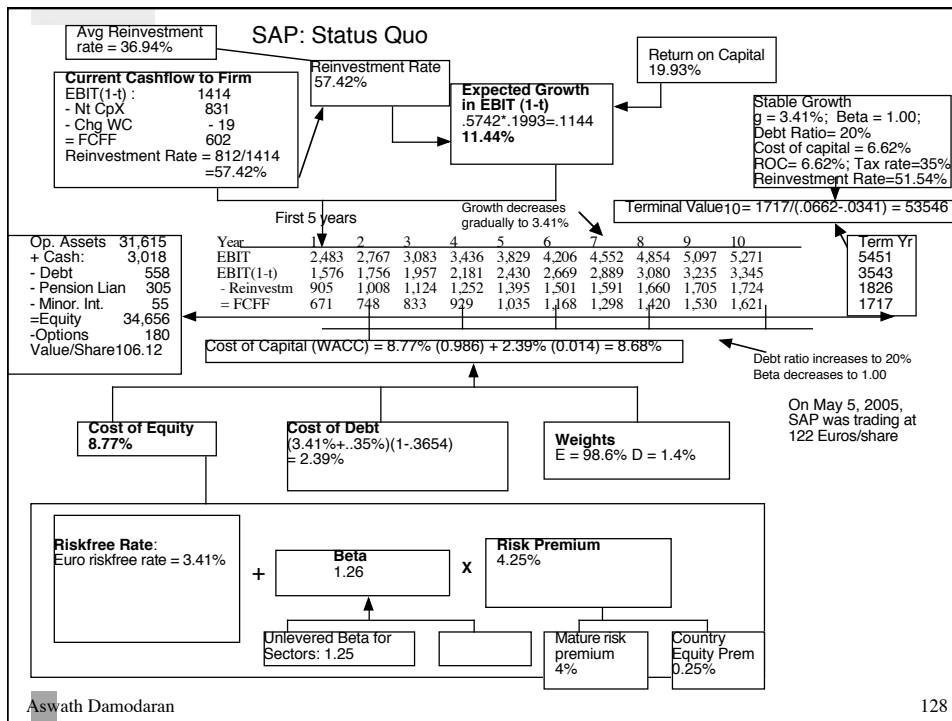 SAP: Status Quo
Avg Reinvestment
rate = 36.94%
Current Cashflow to Firm
EBIT(1-t) : 1414
- Nt CpX 831
- Chg WC - 19
= FCFF 602
Reinvestment Rate = 812/1414
=57.42%
Reinvestment Rate
57.42%
Expected Growth
in EBIT (1-t)
.5742*.1993=.1144
11.44%
Return on Capital
19.93%
Stable Growth
g = 3.41%; Beta = 1.00;
Debt Ratio= 20%
Cost of capital = 6.62%
ROC= 6.62%; Tax rate=35%
Reinvestment Rate=51.54%
Terminal Value10= 1717/(.0662-.0341) = 53546
First 5 years
Growth decreases
gradually to 3.41%
Op. Assets 31,615
+ Cash: 3,018
- Debt 558
- Pension Lian 305
- Minor. Int. 55
=Equity 34,656
-Options 180
Value/Share106.12
Year 1 2 3 4 5 6 7 8 9 10
EBIT 2,483 2,767 3,083 3,436 3,829 4,206 4,552 4,854 5,097 5,271
EBIT(1-t) 1,576 1,756 1,957 2,181 2,430 2,669 2,889 3,080 3,235 3,345
- Reinvestm 905 1,008 1,124 1,252 1,395 1,501 1,591 1,660 1,705 1,724
= FCFF 671 748 833 929 1,035 1,168 1,298 1,420 1,530 1,621
Term Yr
5451
3543
1826
1717
Cost of Capital (WACC) = 8.77% (0.986) + 2.39% (0.014) = 8.68%
Debt ratio increases to 20%
Beta decreases to 1.00
On May 5, 2005,
SAP was trading at
122 Euros/share
Cost of Equity
8.77%
Cost of Debt
(3.41%+..35%)(1-.3654)
= 2.39%
Weights
E = 98.6% D = 1.4%
Riskfree Rate:
Euro riskfree rate = 3.41%
+
Beta
1.26
X
Risk Premium
4.25%
Unlevered Beta for
Sectors: 1.25
Mature risk
premium
4%
Country
Equity Prem
0.25%
Aswath Damodaran
128